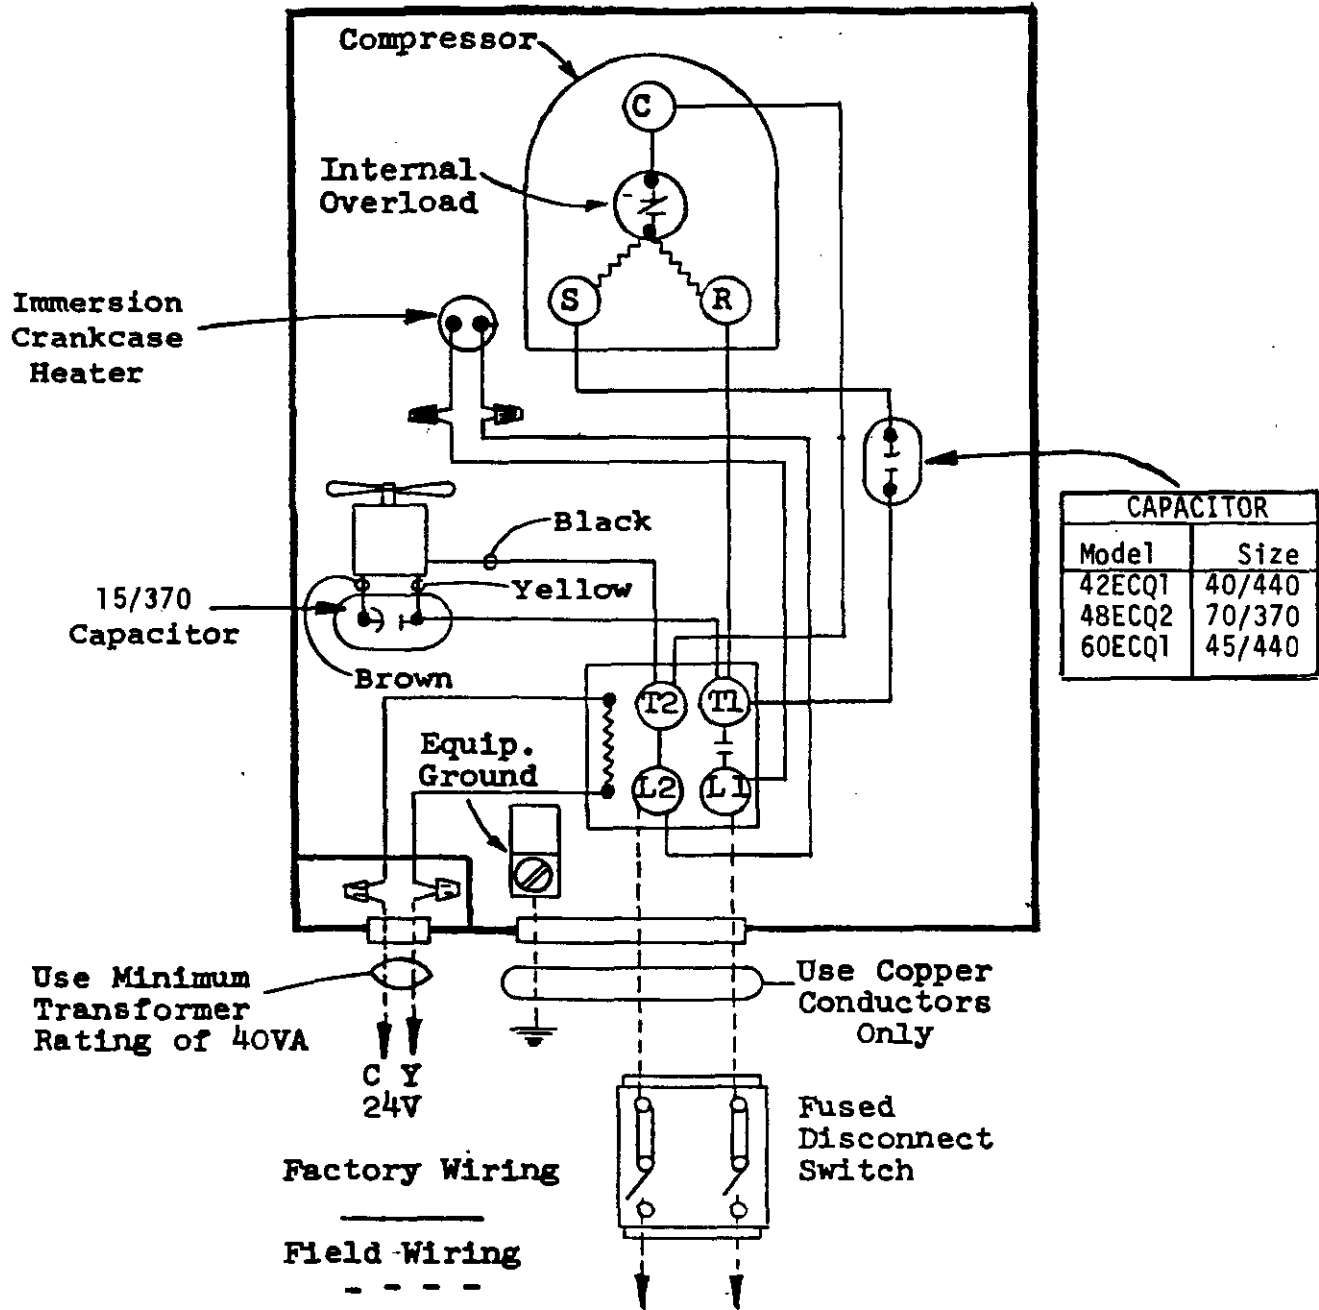 Compressor
C
Internal
Overload
S
R
Immersion
Crankcase
Heater
Black
Yellow
15/370
Capacitor
Brown
CAPACITOR
Model Size
42ECQ1 40/440
48ECQ2 70/370
60ECQ1 45/440
T2
T1
Equip.
Ground
L2
L1
Use Minimum
Transformer
Rating of 40VA
Use Copper
Conductors
Only
C Y
24V
Fused
Disconnect
Switch
Factory Wiring
Field Wiring